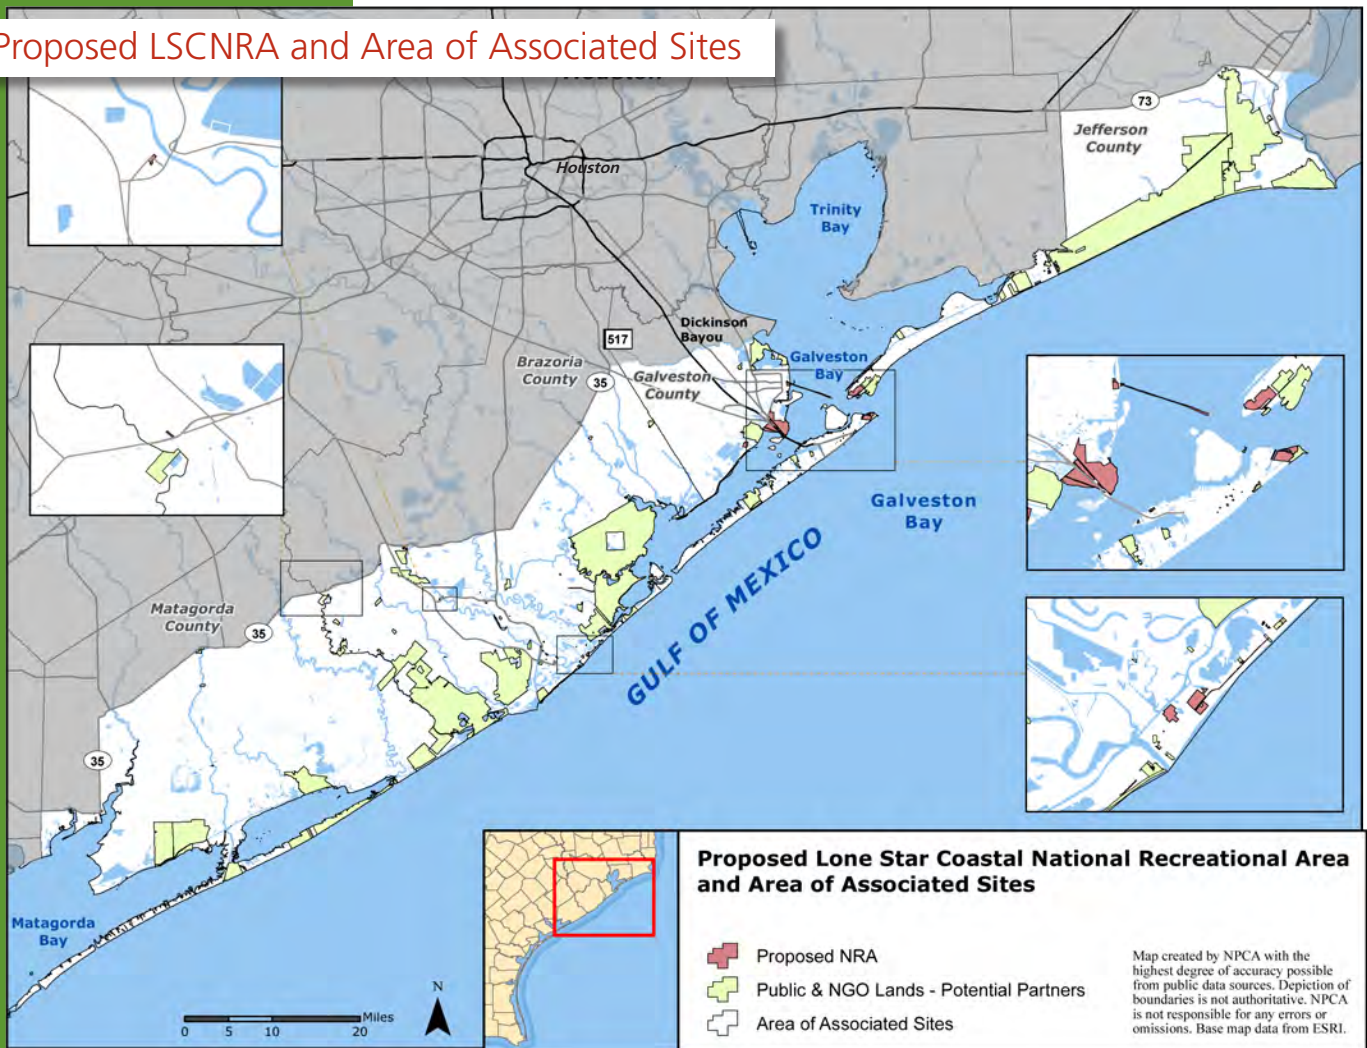 Proposed LSCNRA and Area of Associated Sites
Houston
Houston
73
Jefferson
County
Trinity
Bay
Dickinson
Bayou
517
Brazoria
County
35
Galveston
County
Galveston
Bay
Galveston
Bay
GULF OF MEXICO
Matagorda
County
35
35
Matagorda
Bay
N
Miles
0 5 10 20
Proposed Lone Star Coastal National Recreational Area
and Area of Associated Sites
Proposed NRA
Public & NGO Lands - Potential Partners
Area of Associated Sites
Map created by NPCA with the
highest degree of accuracy possible
from public data sources. Depiction of
boundaries is not authoritative. NPCA
is not responsible for any errors or
omissions. Base map data from ESRI.